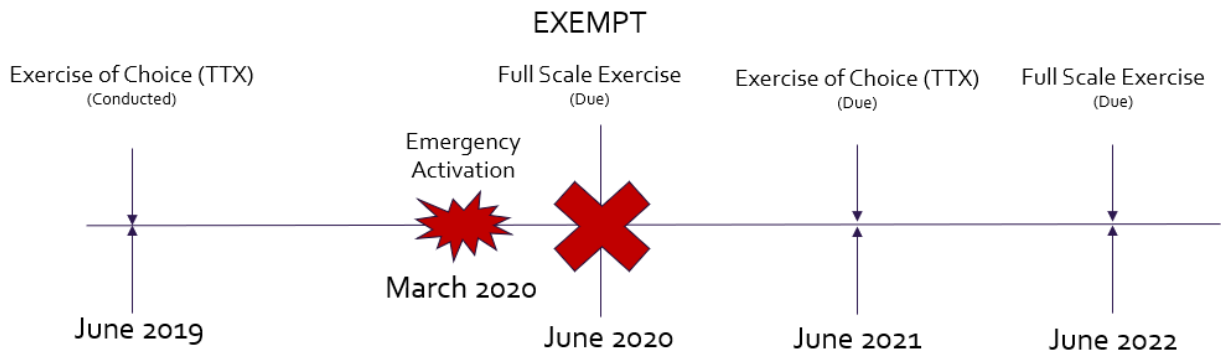 EXEMPT
Exercise of Choice (TTX)
(Conducted)
Full Scale Exercise
(Due)
Exercise of Choice (TTX)
(Due)
Full Scale Exercise
(Due)
Emergency
Activation
March 2020
June 2019
June 2020
June 2021
June 2022